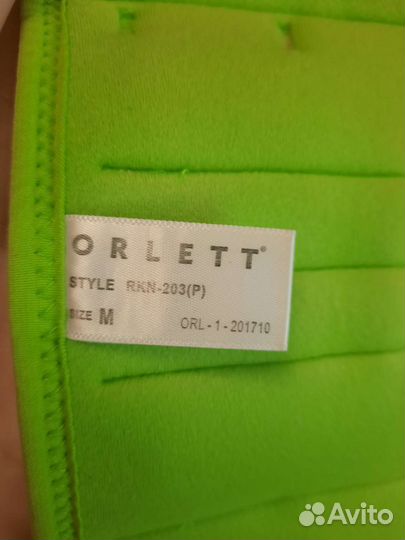 ORLETT®
STYLE RKN-203(P)
SIZE M ORL - 1 - 201710
Avito